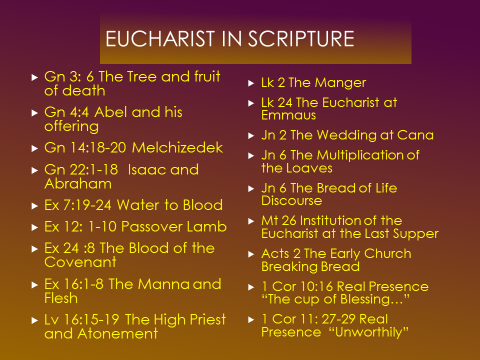 EUCHARIST IN SCRIPTURE
Gn 3: 6 The Tree and fruit
of death
Gn 4:4 Abel and his
offering
Gn 14:18-20 Melchizedek
Gn 22:1-18 Isaac and
Abraham
Ex 7:19-24 Water to Blood
Ex 12: 1-10 Passover Lamb
Ex 24 :8 The Blood of the
Covenant
Ex 16:1-8 The Manna and
Flesh
Lv 16:15-19 The High Priest
and Atonement
Lk 2 The Manger
Lk 24 The Eucharist at
Emmaus
Jn 2 The Wedding at Cana
Jn 6 The Multiplication of
the Loaves
Jn 6 The Bread of Life
Discourse
Mt 26 Institution of the
Eucharist at the Last Supper
Acts 2 The Early Church
Breaking Bread
1 Cor 10:16 Real Presence
“The cup of Blessing…”
1 Cor 11: 27-29 Real
Presence “Unworthily”